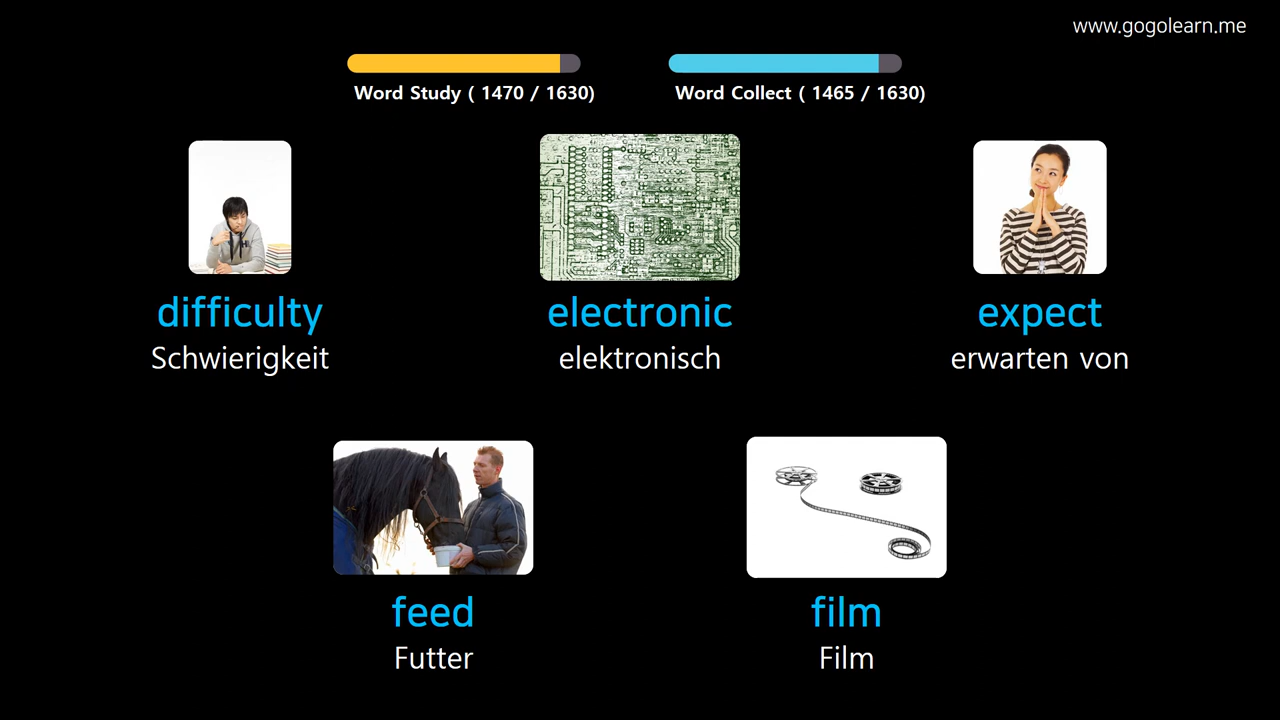 www.gogolearn.me
Word Study ( 1470 / 1630)
Word Collect ( 1465 / 1630)
difficulty
Schwierigkeit
electronic
elektronisch
expect
erwarten von
feed
Futter
film
Film